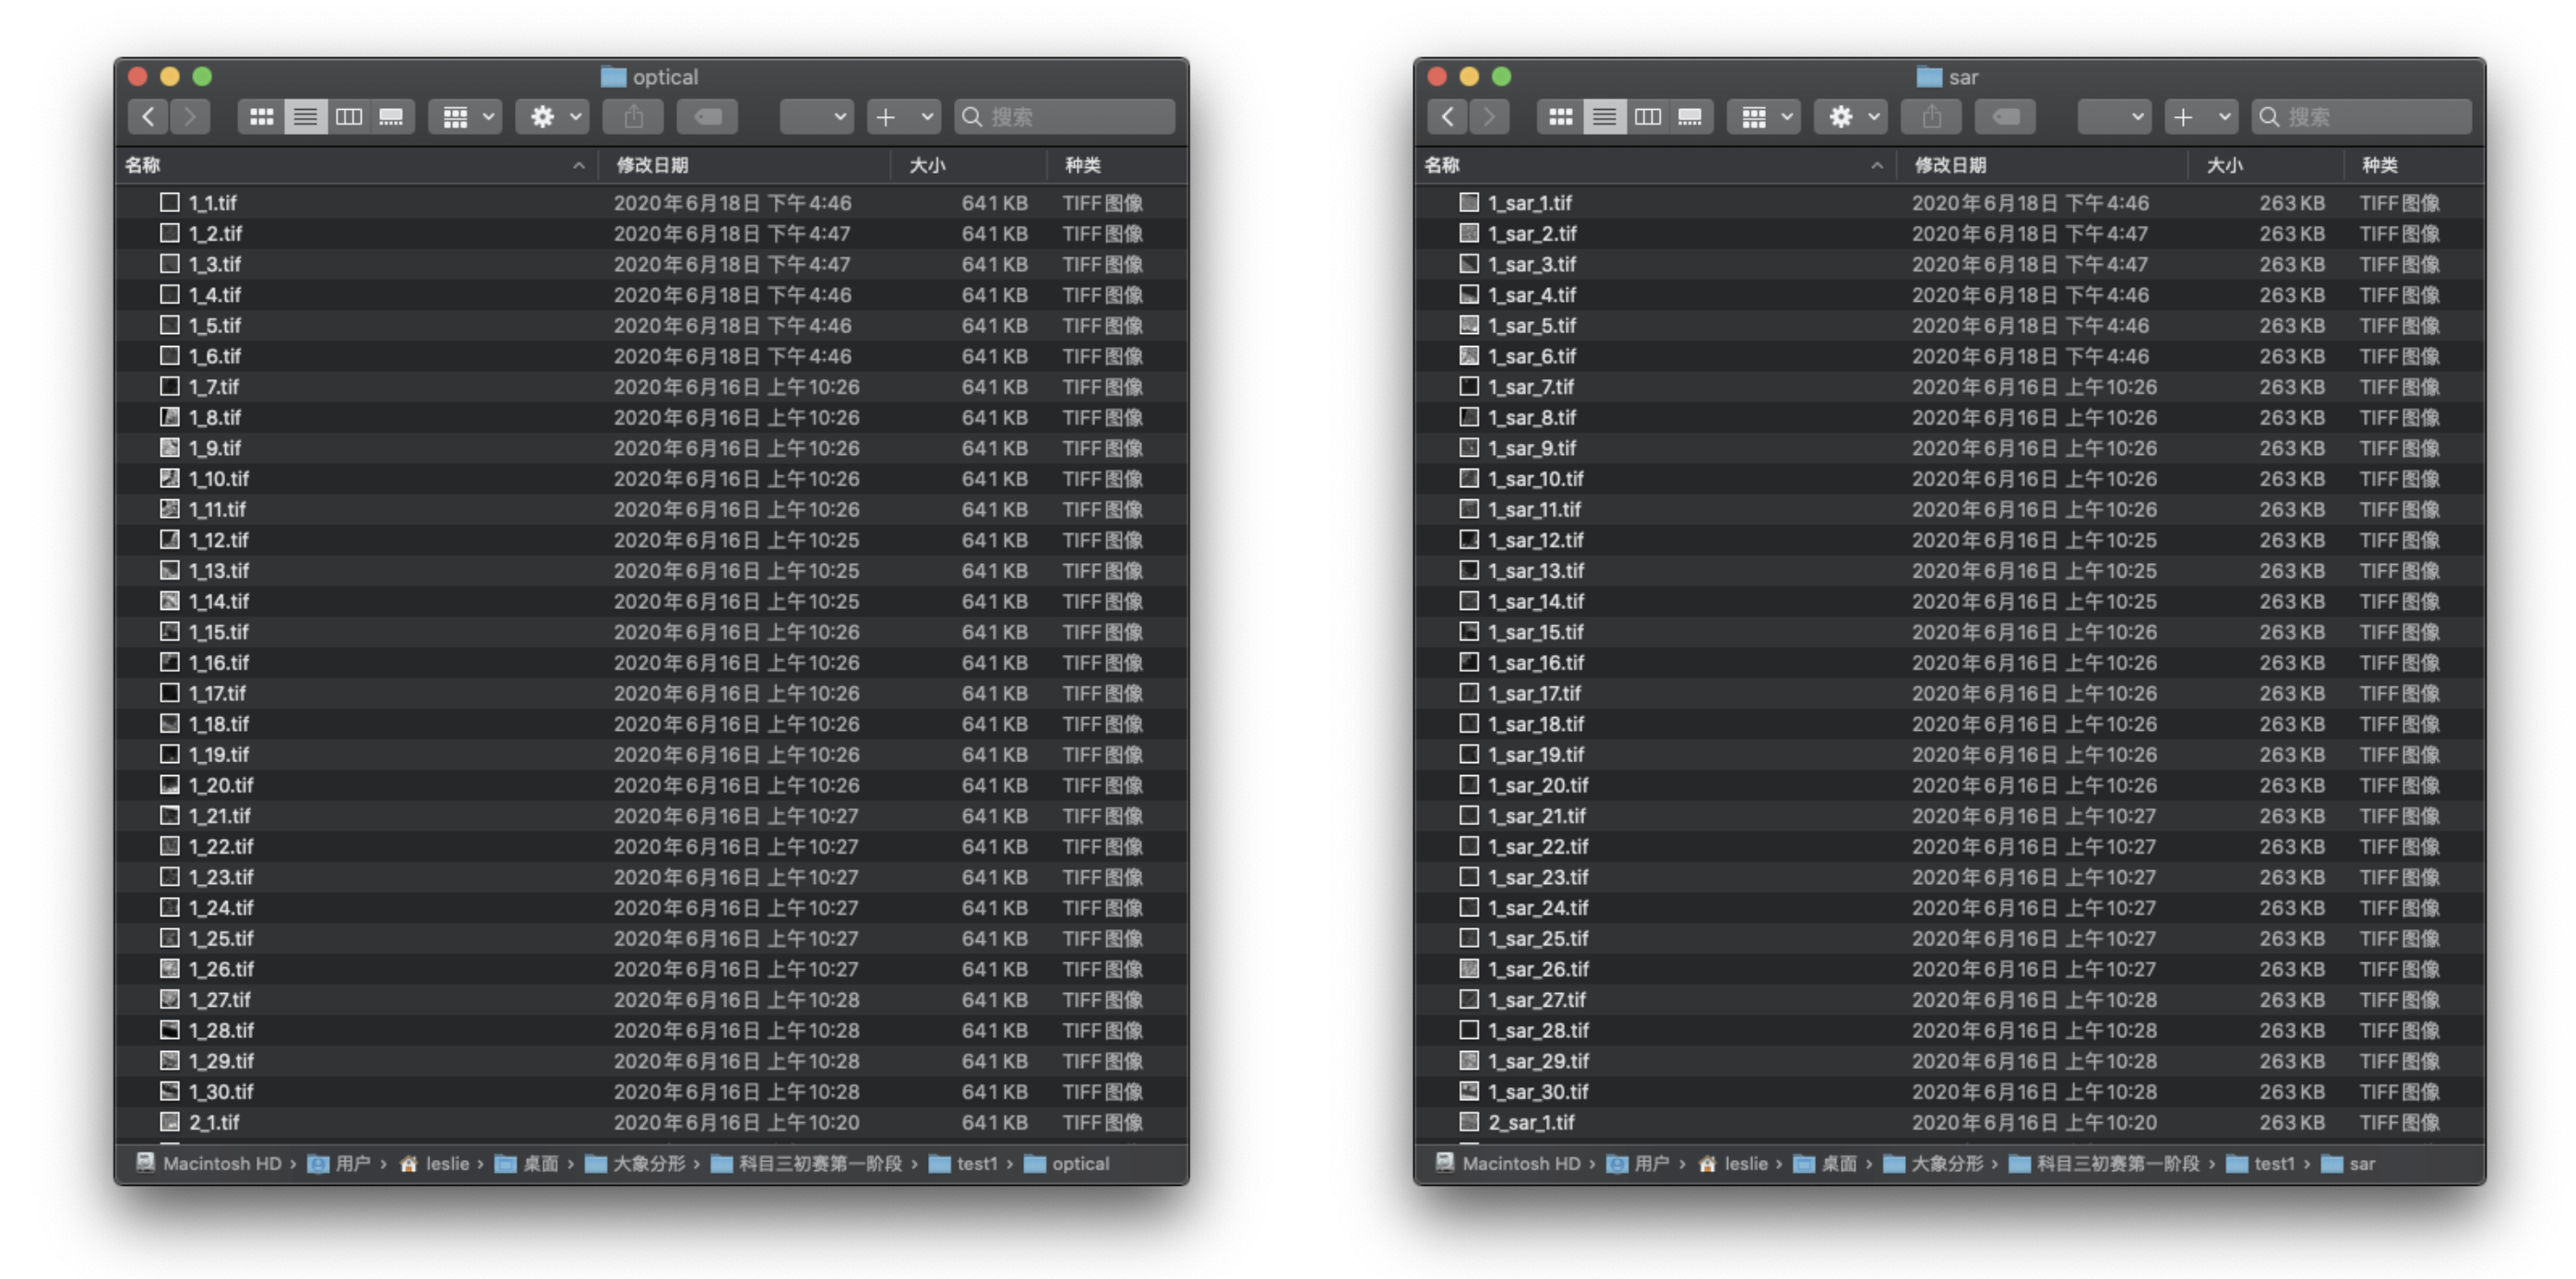 optical
搜索
名称 修改日期 大小 种类
1_1.tif 2020年6月18日 下午4:46 641 KB TIFF图像
1_2.tif 2020年6月18日 下午4:47 641 KB TIFF图像
1_3.tif 2020年6月18日 下午4:47 641 KB TIFF图像
1_4.tif 2020年6月18日 下午4:46 641 KB TIFF图像
1_5.tif 2020年6月18日 下午4:46 641 KB TIFF图像
1_6.tif 2020年6月18日 下午4:46 641 KB TIFF图像
1_7.tif 2020年6月16日 上午10:26 641 KB TIFF图像
1_8.tif 2020年6月16日 上午10:26 641 KB TIFF图像
1_9.tif 2020年6月16日 上午10:26 641 KB TIFF图像
1_10.tif 2020年6月16日 上午10:26 641 KB TIFF图像
1_11.tif 2020年6月16日 上午10:26 641 KB TIFF图像
1_12.tif 2020年6月16日 上午10:25 641 KB TIFF图像
1_13.tif 2020年6月16日 上午10:25 641 KB TIFF图像
1_14.tif 2020年6月16日 上午10:25 641 KB TIFF图像
1_15.tif 2020年6月16日 上午10:26 641 KB TIFF图像
1_16.tif 2020年6月16日 上午10:26 641 KB TIFF图像
1_17.tif 2020年6月16日 上午10:26 641 KB TIFF图像
1_18.tif 2020年6月16日 上午10:26 641 KB TIFF图像
1_19.tif 2020年6月16日 上午10:26 641 KB TIFF图像
1_20.tif 2020年6月16日 上午10:26 641 KB TIFF图像
1_21.tif 2020年6月16日 上午10:27 641 KB TIFF图像
1_22.tif 2020年6月16日 上午10:27 641 KB TIFF图像
1_23.tif 2020年6月16日 上午10:27 641 KB TIFF图像
1_24.tif 2020年6月16日 上午10:27 641 KB TIFF图像
1_25.tif 2020年6月16日 上午10:27 641 KB TIFF图像
1_26.tif 2020年6月16日 上午10:27 641 KB TIFF图像
1_27.tif 2020年6月16日 上午10:28 641 KB TIFF图像
1_28.tif 2020年6月16日 上午10:28 641 KB TIFF图像
1_29.tif 2020年6月16日 上午10:28 641 KB TIFF图像
1_30.tif 2020年6月16日 上午10:28 641 KB TIFF图像
2_1.tif 2020年6月16日 上午10:20 641 KB TIFF图像
Macintosh HD › 用户 › leslie › 桌面 › 大象分形 › 科目三初赛第一阶段 › test1 › optical
sar
搜索
名称 修改日期 大小 种类
1_sar_1.tif 2020年6月18日 下午4:46 263 KB TIFF图像
1_sar_2.tif 2020年6月18日 下午4:47 263 KB TIFF图像
1_sar_3.tif 2020年6月18日 下午4:47 263 KB TIFF图像
1_sar_4.tif 2020年6月18日 下午4:46 263 KB TIFF图像
1_sar_5.tif 2020年6月18日 下午4:46 263 KB TIFF图像
1_sar_6.tif 2020年6月18日 下午4:46 263 KB TIFF图像
1_sar_7.tif 2020年6月16日 上午10:26 263 KB TIFF图像
1_sar_8.tif 2020年6月16日 上午10:26 263 KB TIFF图像
1_sar_9.tif 2020年6月16日 上午10:26 263 KB TIFF图像
1_sar_10.tif 2020年6月16日 上午10:26 263 KB TIFF图像
1_sar_11.tif 2020年6月16日 上午10:26 263 KB TIFF图像
1_sar_12.tif 2020年6月16日 上午10:25 263 KB TIFF图像
1_sar_13.tif 2020年6月16日 上午10:25 263 KB TIFF图像
1_sar_14.tif 2020年6月16日 上午10:25 263 KB TIFF图像
1_sar_15.tif 2020年6月16日 上午10:26 263 KB TIFF图像
1_sar_16.tif 2020年6月16日 上午10:26 263 KB TIFF图像
1_sar_17.tif 2020年6月16日 上午10:26 263 KB TIFF图像
1_sar_18.tif 2020年6月16日 上午10:26 263 KB TIFF图像
1_sar_19.tif 2020年6月16日 上午10:26 263 KB TIFF图像
1_sar_20.tif 2020年6月16日 上午10:26 263 KB TIFF图像
1_sar_21.tif 2020年6月16日 上午10:27 263 KB TIFF图像
1_sar_22.tif 2020年6月16日 上午10:27 263 KB TIFF图像
1_sar_23.tif 2020年6月16日 上午10:27 263 KB TIFF图像
1_sar_24.tif 2020年6月16日 上午10:27 263 KB TIFF图像
1_sar_25.tif 2020年6月16日 上午10:27 263 KB TIFF图像
1_sar_26.tif 2020年6月16日 上午10:27 263 KB TIFF图像
1_sar_27.tif 2020年6月16日 上午10:28 263 KB TIFF图像
1_sar_28.tif 2020年6月16日 上午10:28 263 KB TIFF图像
1_sar_29.tif 2020年6月16日 上午10:28 263 KB TIFF图像
1_sar_30.tif 2020年6月16日 上午10:28 263 KB TIFF图像
2_sar_1.tif 2020年6月16日 上午10:20 263 KB TIFF图像
Macintosh HD › 用户 › leslie › 桌面 › 大象分形 › 科目三初赛第一阶段 › test1 › sar